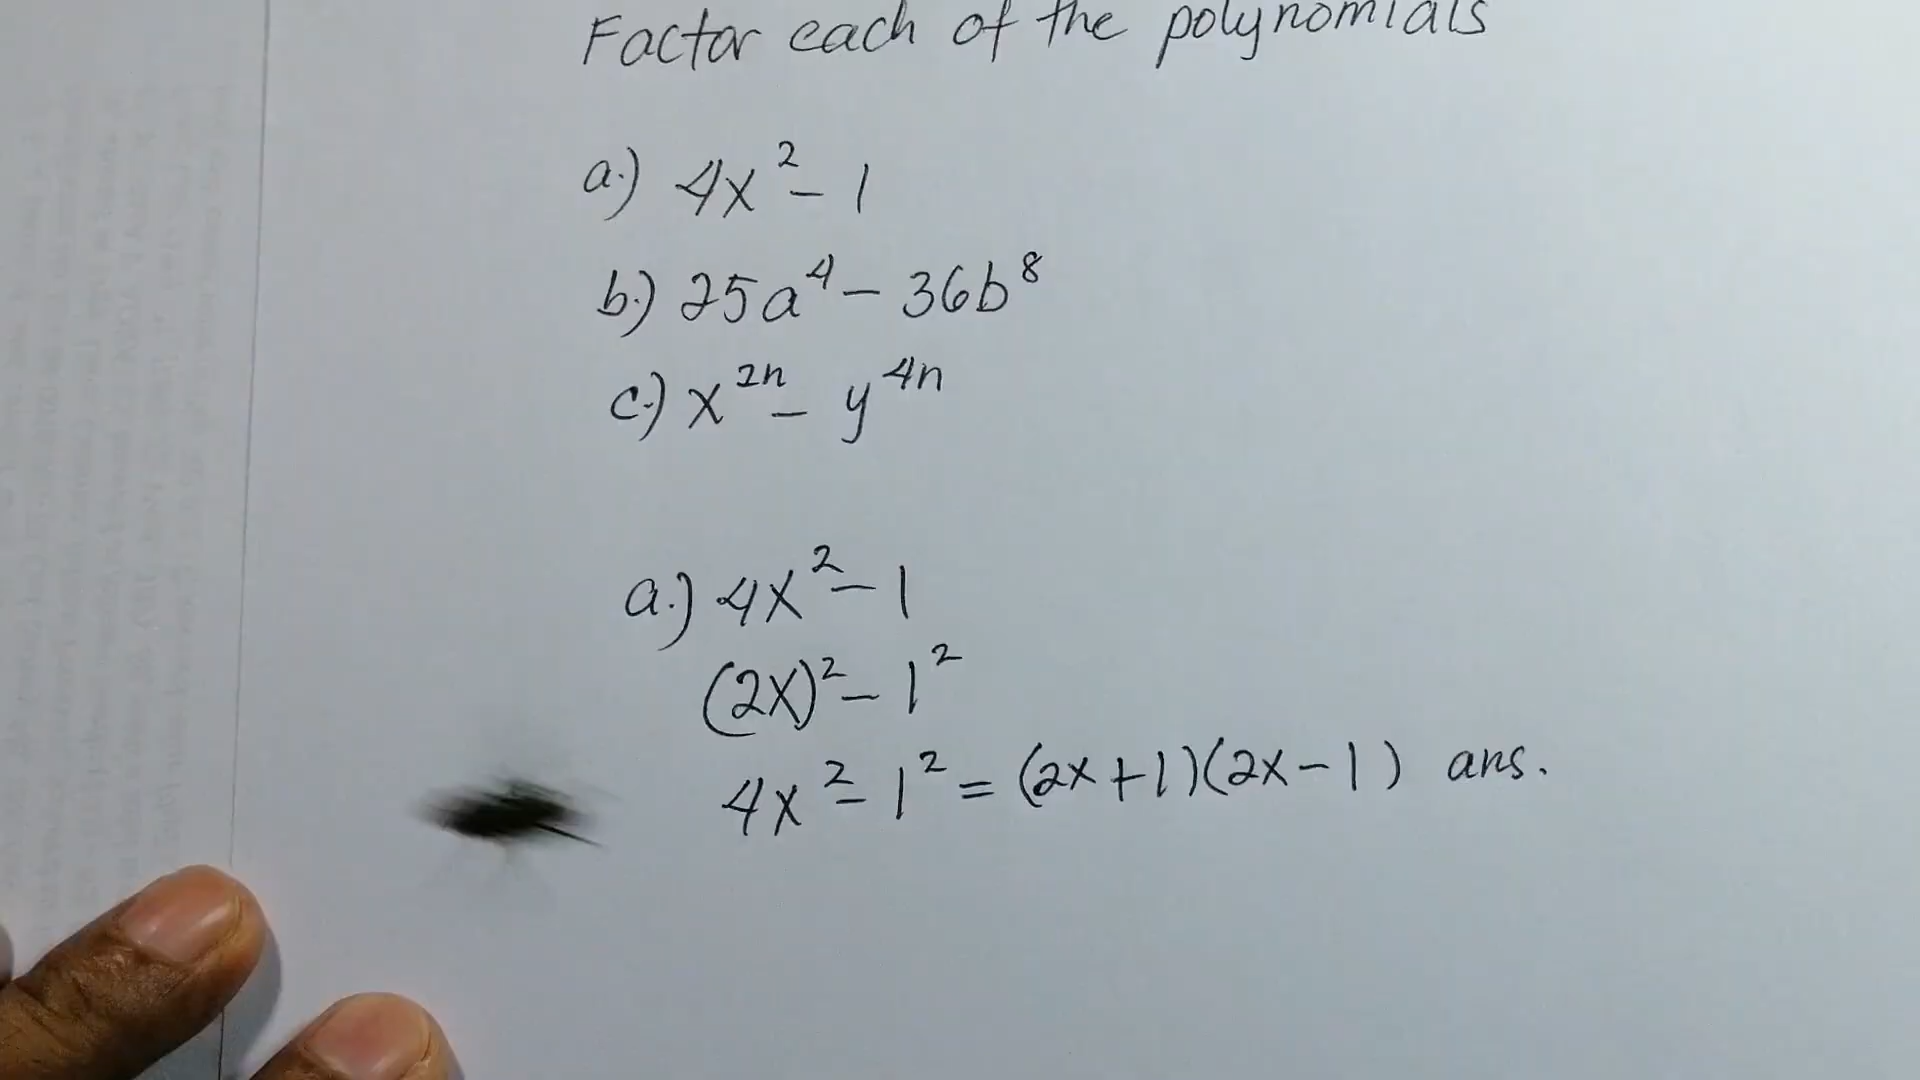 Factor each of the polynomials
a.) 4x² - 1
b.) 25a⁴ - 36b⁸
c.) x²ⁿ - y⁴ⁿ
a.) 4x² - 1
(2x)² - 1²
4x² - 1² = (2x + 1)(2x - 1) ans.